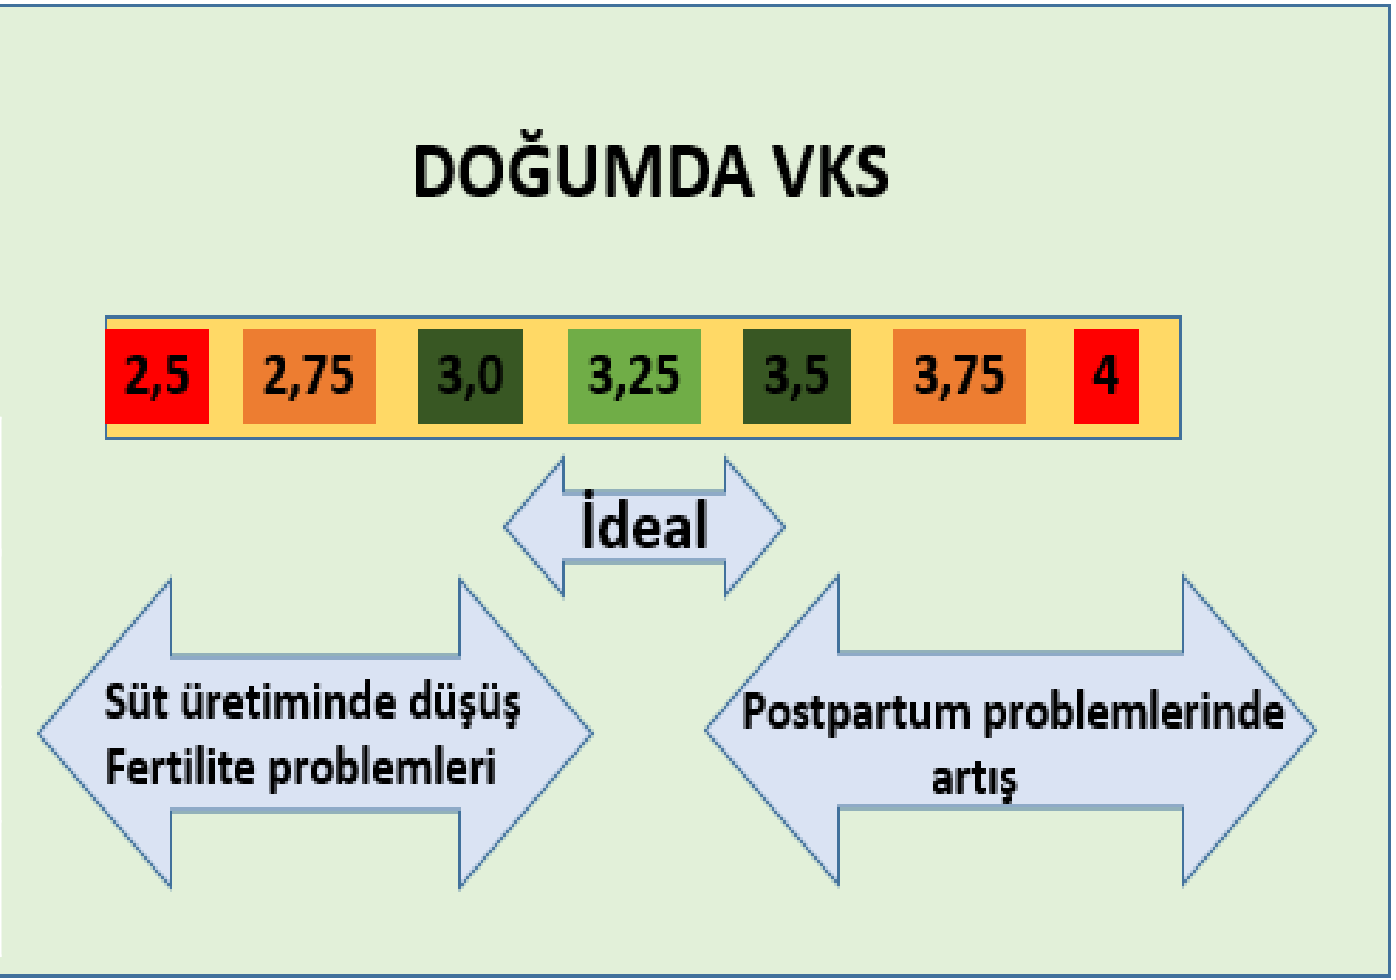 DOĞUMDA VKS
2,5 2,75 3,0 3,25 3,5 3,75 4
İdeal
Süt üretiminde düşüş
Fertilite problemleri
Postpartum problemlerinde
artış